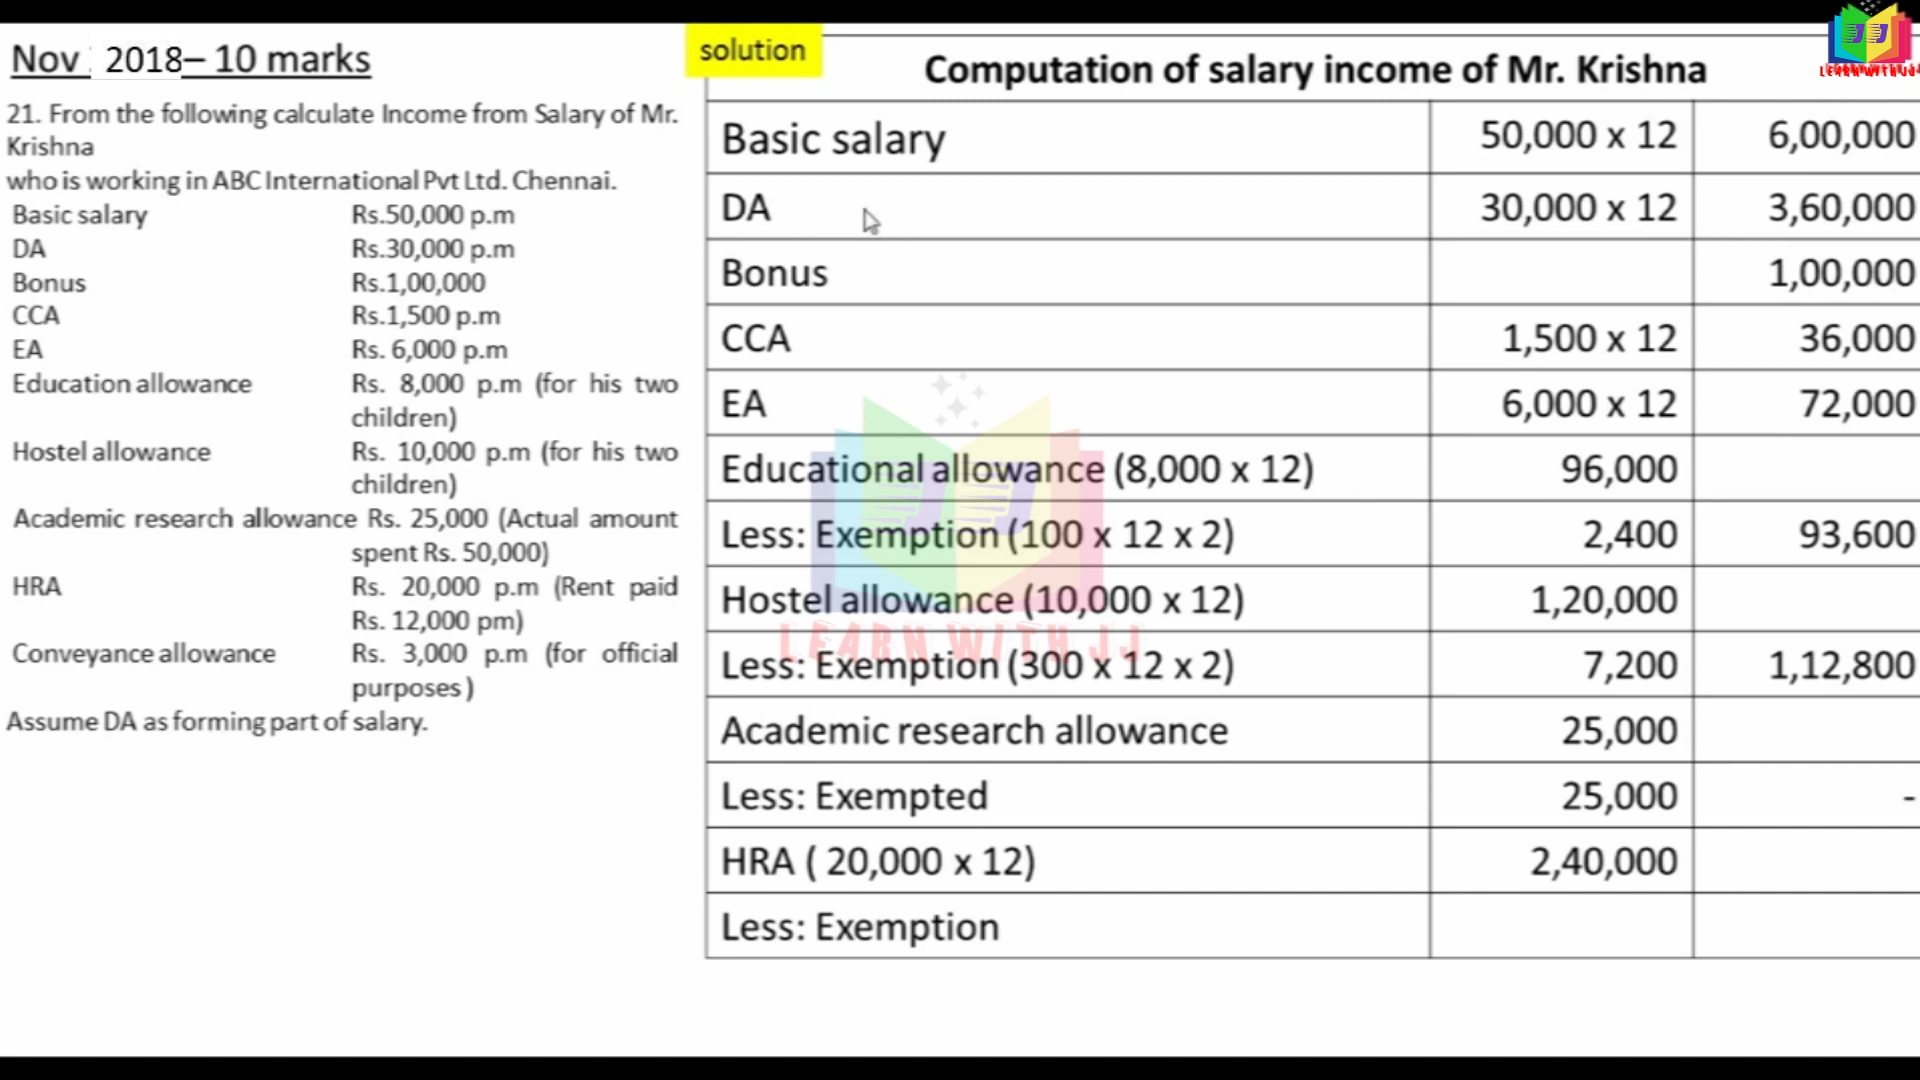 Nov 2018– 10 marks
21. From the following calculate Income from Salary of Mr.
Krishna
who is working in ABC International Pvt Ltd. Chennai.
Basic salary Rs.50,000 p.m
DA Rs.30,000 p.m
Bonus Rs.1,00,000
CCA Rs.1,500 p.m
EA Rs. 6,000 p.m
Education allowance Rs. 8,000 p.m (for his two
children)
Hostel allowance Rs. 10,000 p.m (for his two
children)
Academic research allowance Rs. 25,000 (Actual amount
spent Rs. 50,000)
HRA Rs. 20,000 p.m (Rent paid
Rs. 12,000 pm)
Conveyance allowance Rs. 3,000 p.m (for official
purposes )
Assume DA as forming part of salary.
solution
Computation of salary income of Mr. Krishna
Basic salary 50,000 x 12 6,00,000
DA 30,000 x 12 3,60,000
Bonus 1,00,000
CCA 1,500 x 12 36,000
EA 6,000 x 12 72,000
Educational allowance (8,000 x 12) 96,000
Less: Exemption (100 x 12 x 2) 2,400 93,600
Hostel allowance (10,000 x 12) 1,20,000
Less: Exemption (300 x 12 x 2) 7,200 1,12,800
Academic research allowance 25,000
Less: Exempted 25,000 -
HRA ( 20,000 x 12) 2,40,000
Less: Exemption
JJ
LEARN WITH JJ
JJ
LEARN WITH JJ